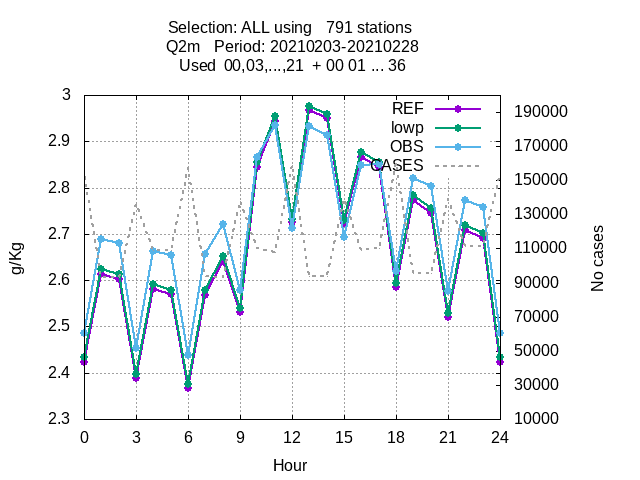 Selection: ALL using   791 stations
Q2m   Period: 20210203-20210228
Used  00,03,...,21  + 00 01 ... 36
3
2.9
2.8
2.7
2.6
2.5
2.4
2.3
g/Kg
REF
lowp
OBS
CASES
190000
170000
150000
130000
110000
90000
70000
50000
30000
10000
No cases
0 3 6 9 12 15 18 21 24
Hour